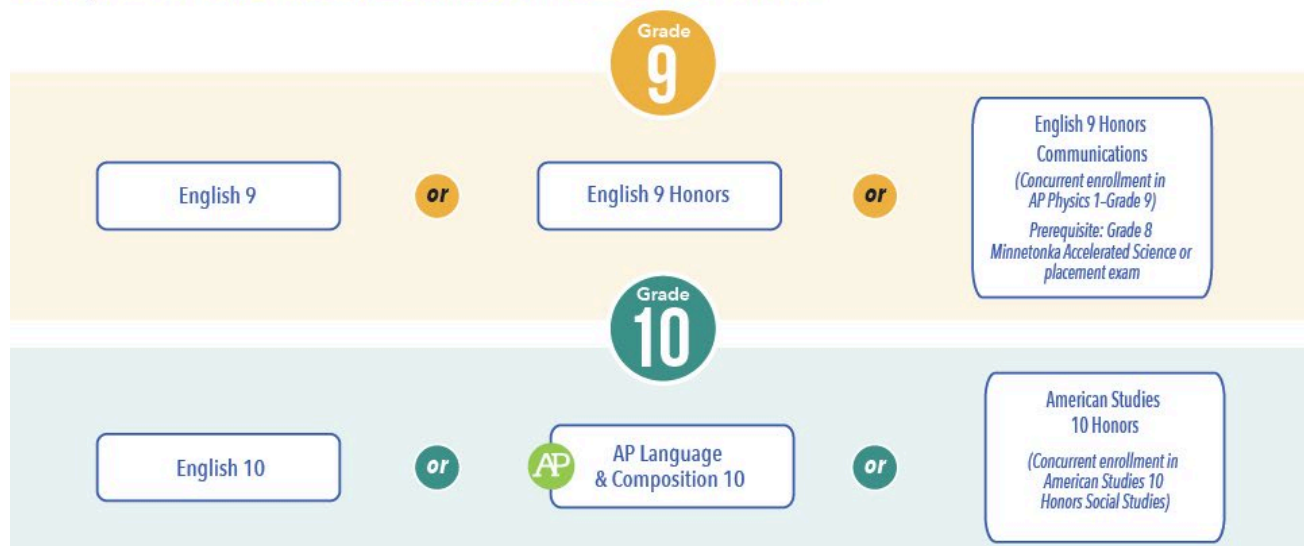 Grade
9
English 9
or
English 9 Honors
or
English 9 Honors
Communications
(Concurrent enrollment in
AP Physics 1-Grade 9)
Prerequisite: Grade 8
Minnetonka Accelerated Science or
placement exam
Grade
10
English 10
or
AP
AP Language
& Composition 10
or
American Studies
10 Honors
(Concurrent enrollment in
American Studies 10
Honors Social Studies)